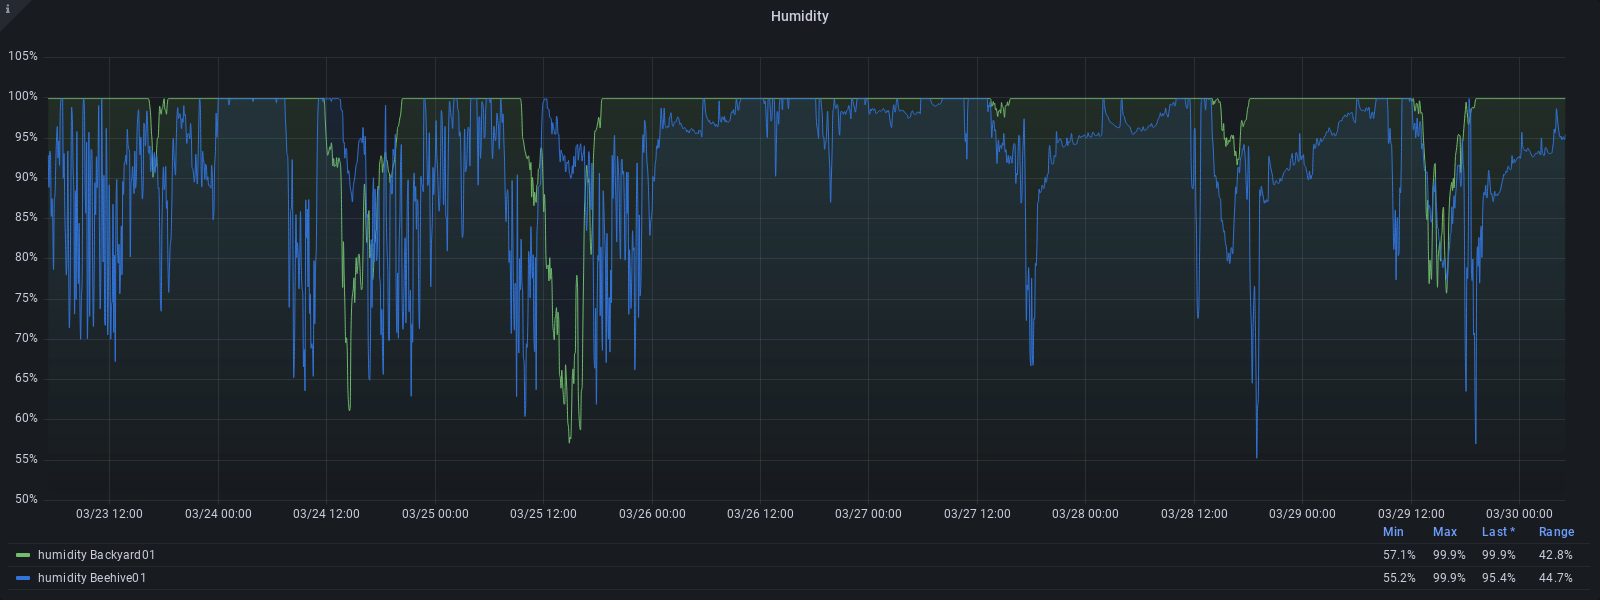 i
Humidity
105%
100%
95%
90%
85%
80%
75%
70%
65%
60%
55%
50%
03/23 12:00 03/24 00:00 03/24 12:00 03/25 00:00 03/25 12:00 03/26 00:00 03/26 12:00 03/27 00:00 03/27 12:00 03/28 00:00 03/28 12:00 03/29 00:00 03/29 12:00 03/30 00:00
Min Max Last * Range
humidity Backyard01 57.1% 99.9% 99.9% 42.8%
humidity Beehive01 55.2% 99.9% 95.4% 44.7%